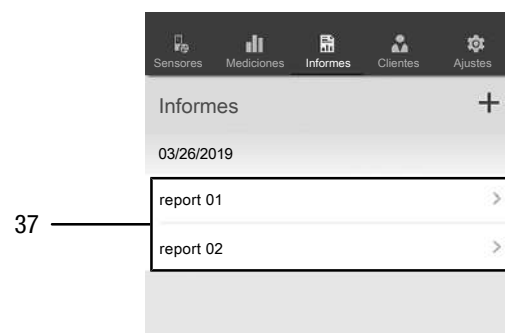 Sensores Mediciones Informes Clientes Ajustes
Informes +
03/26/2019
report 01 >
37
report 02 >